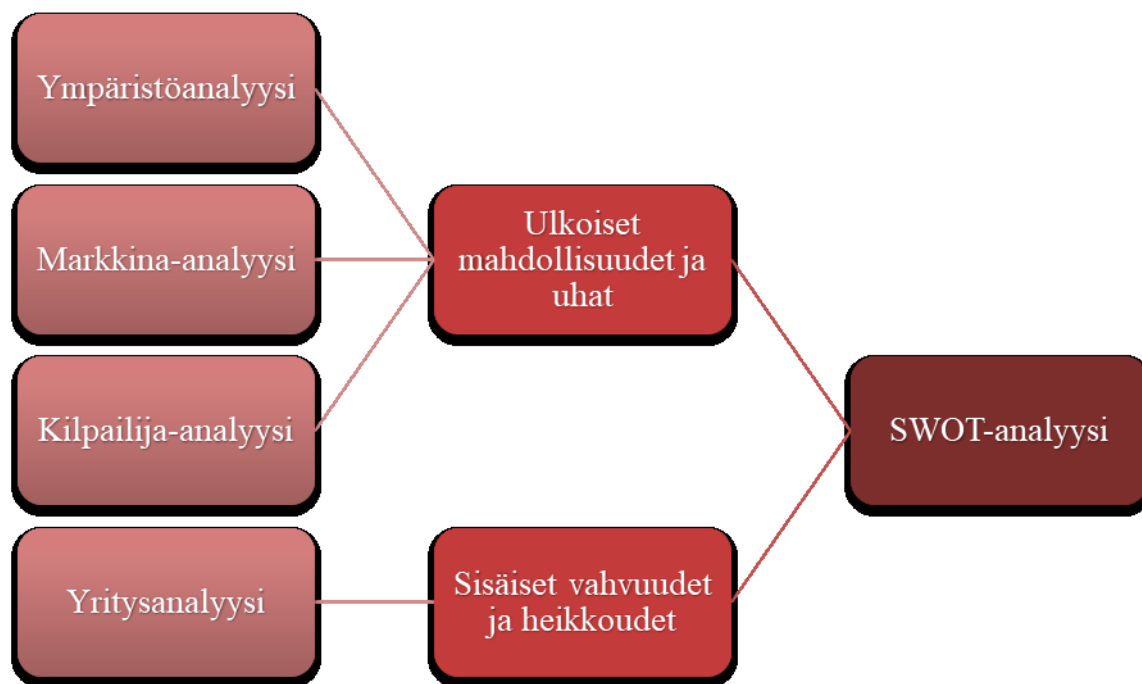 Ympäristöanalyysi
Markkina-analyysi
Kilpailija-analyysi
Yritysanalyysi
Ulkoiset
mahdollisuudet ja
uhat
Sisäiset vahvuudet
ja heikkoudet
SWOT-analyysi